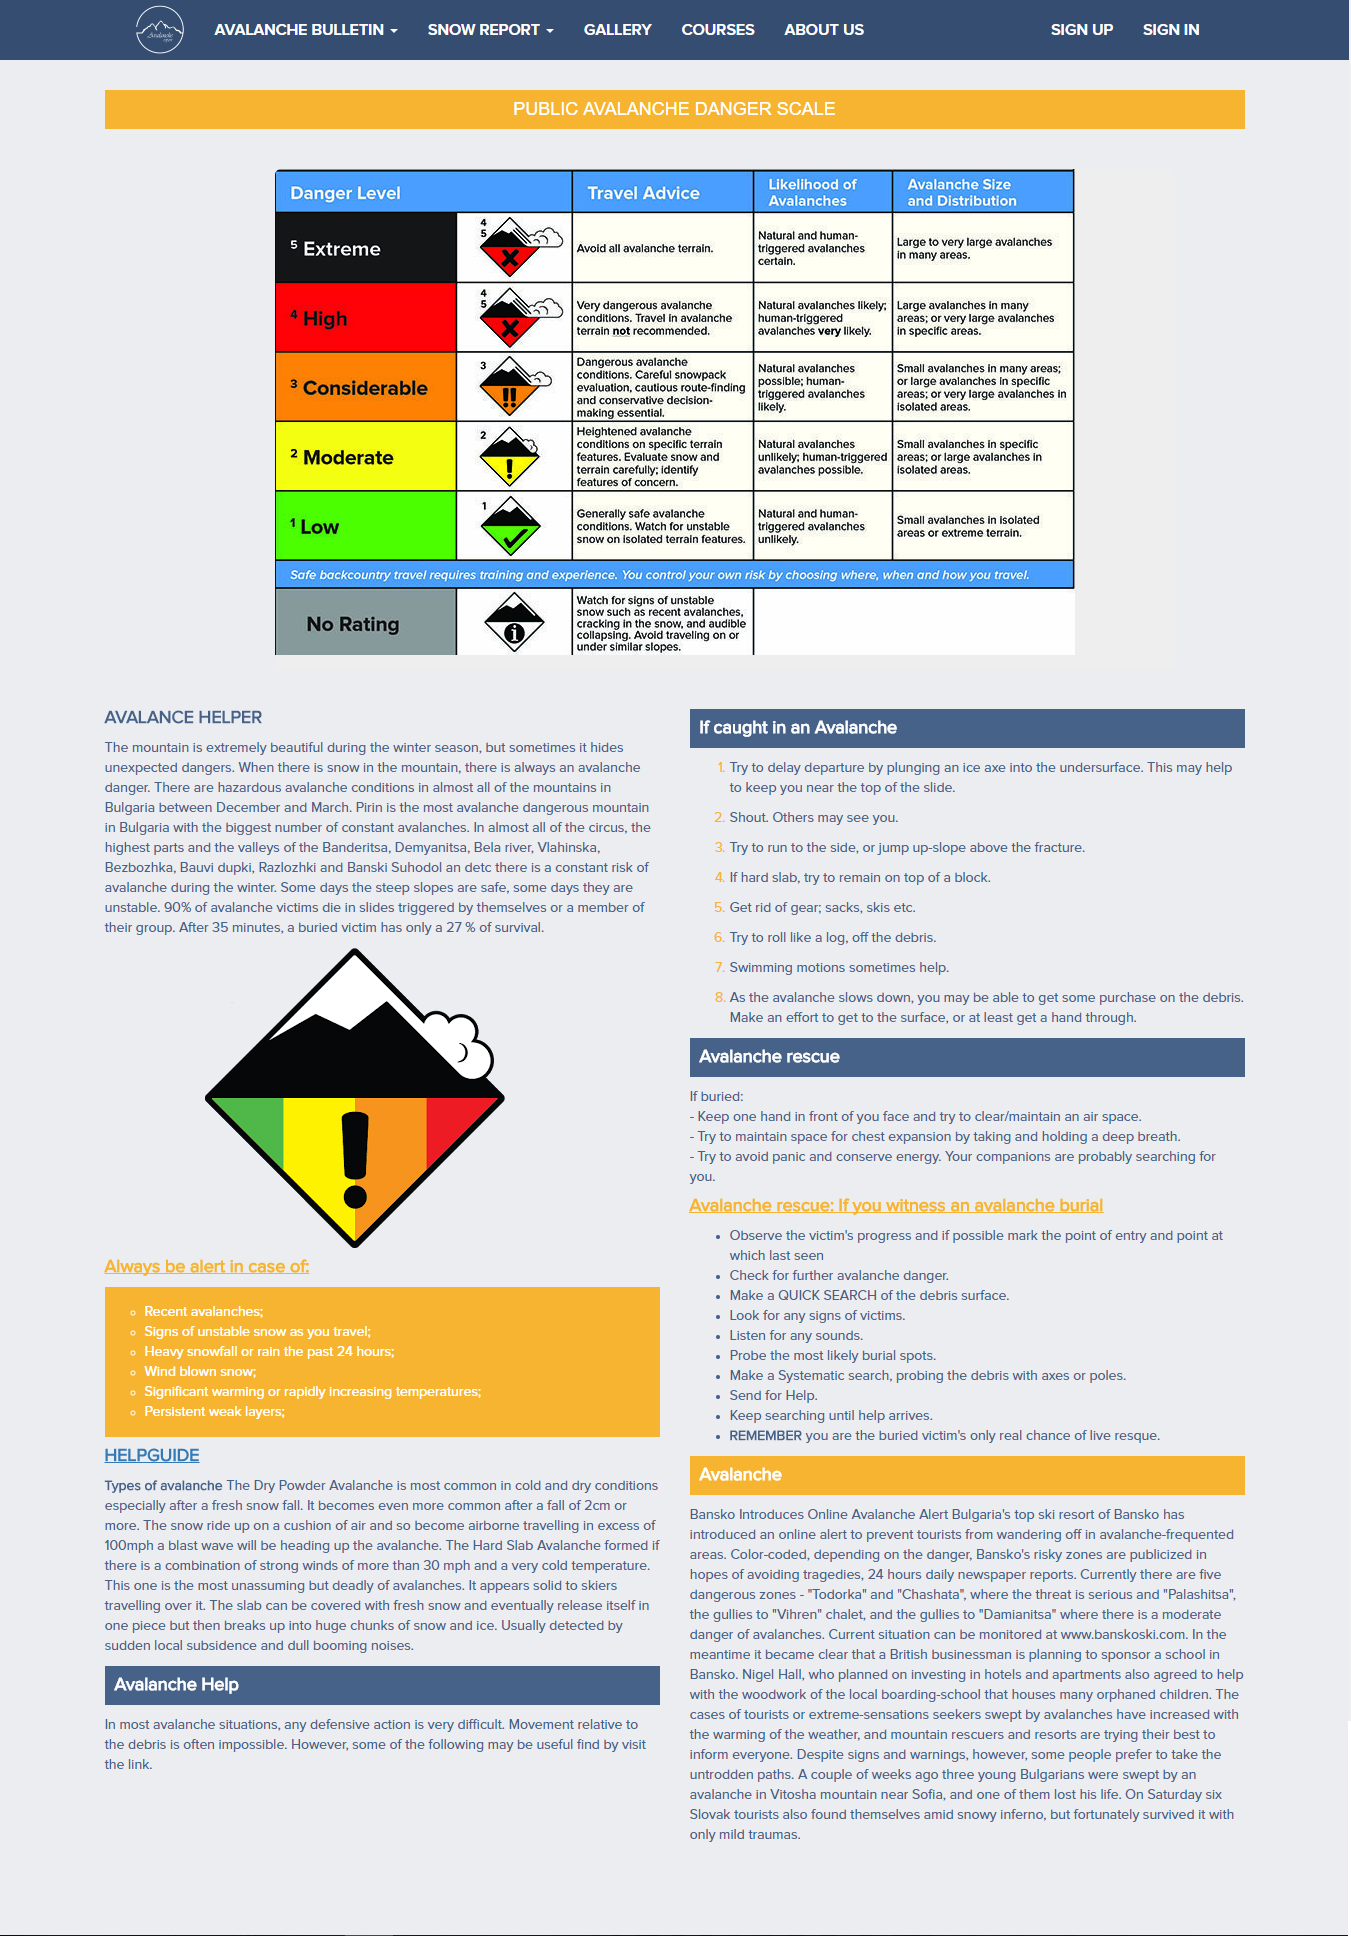 Avalanche
AVALANCHE BULLETIN
SNOW REPORT
GALLERY
COURSES
ABOUT US
SIGN UP
SIGN IN
PUBLIC AVALANCHE DANGER SCALE
Danger Level
Travel Advice
Likelihood of
Avalanches
Avalanche Size
and Distribution
5 Extreme
4
5
Avoid all avalanche terrain.
Natural and human-
triggered avalanches
certain.
Large to very large avalanches
in many areas.
4 High
4
5
Very dangerous avalanche
conditions. Travel in avalanche
terrain not recommended.
Natural avalanches likely;
human-triggered
avalanches very likely.
Large avalanches in many
areas; or very large avalanches
in specific areas.
3 Considerable
3
!!
Dangerous avalanche
conditions. Careful snowpack
evaluation, cautious route-finding
and conservative decision-
making essential.
Natural avalanches
possible; human-
triggered avalanches
likely.
Small avalanches in many areas;
or large avalanches in specific
areas; or very large avalanches in
isolated areas.
2 Moderate
2
!
Heightened avalanche
conditions on specific terrain
features. Evaluate snow and
terrain carefully; identify
features of concern.
Natural avalanches
unlikely; human-triggered
avalanches possible.
Small avalanches in specific
areas; or large avalanches in
isolated areas.
1 Low
1
Generally safe avalanche
conditions. Watch for unstable
snow on isolated terrain features.
Natural and human-
triggered avalanches
unlikely.
Small avalanches in isolated
areas or extreme terrain.
Safe backcountry travel requires training and experience. You control your own risk by choosing where, when and how you travel.
No Rating
i
Watch for signs of unstable
snow such as recent avalanches,
cracking in the snow, and audible
collapsing. Avoid traveling on or
under similar slopes.
AVALANCE HELPER
The mountain is extremely beautiful during the winter season, but sometimes it hides
unexpected dangers. When there is snow in the mountain, there is always an avalanche
danger. There are hazardous avalanche conditions in almost all of the mountains in
Bulgaria between December and March. Pirin is the most avalanche dangerous mountain
in Bulgaria with the biggest number of constant avalanches. In almost all of the circus, the
highest parts and the valleys of the Banderitsa, Demyanitsa, Bela river, Vlahinska,
Bezbozhka, Bauvi dupki, Razlozhki and Banski Suhodol an detc there is a constant risk of
avalanche during the winter. Some days the steep slopes are safe, some days they are
unstable. 90% of avalanche victims die in slides triggered by themselves or a member of
their group. After 35 minutes, a buried victim has only a 27 % of survival.
!
Always be alert in case of:
Recent avalanches;
Signs of unstable snow as you travel;
Heavy snowfall or rain the past 24 hours;
Wind blown snow;
Significant warming or rapidly increasing temperatures;
Persistent weak layers;
HELPGUIDE
Types of avalanche The Dry Powder Avalanche is most common in cold and dry conditions
especially after a fresh snow fall. It becomes even more common after a fall of 2cm or
more. The snow ride up on a cushion of air and so become airborne travelling in excess of
100mph a blast wave will be heading up the avalanche. The Hard Slab Avalanche formed if
there is a combination of strong winds of more than 30 mph and a very cold temperature.
This one is the most unassuming but deadly of avalanches. It appears solid to skiers
travelling over it. The slab can be covered with fresh snow and eventually release itself in
one piece but then breaks up into huge chunks of snow and ice. Usually detected by
sudden local subsidence and dull booming noises.
Avalanche Help
In most avalanche situations, any defensive action is very difficult. Movement relative to
the debris is often impossible. However, some of the following may be useful find by visit
the link.
If caught in an Avalanche
1. Try to delay departure by plunging an ice axe into the undersurface. This may help
to keep you near the top of the slide.
2. Shout. Others may see you.
3. Try to run to the side, or jump up-slope above the fracture.
4. If hard slab, try to remain on top of a block.
5. Get rid of gear; sacks, skis etc.
6. Try to roll like a log, off the debris.
7. Swimming motions sometimes help.
8. As the avalanche slows down, you may be able to get some purchase on the debris.
Make an effort to get to the surface, or at least get a hand through.
Avalanche rescue
If buried:
- Keep one hand in front of you face and try to clear/maintain an air space.
- Try to maintain space for chest expansion by taking and holding a deep breath.
- Try to avoid panic and conserve energy. Your companions are probably searching for
you.
Avalanche rescue: If you witness an avalanche burial
Observe the victim's progress and if possible mark the point of entry and point at
which last seen
Check for further avalanche danger.
Make a QUICK SEARCH of the debris surface.
Look for any signs of victims.
Listen for any sounds.
Probe the most likely burial spots.
Make a Systematic search, probing the debris with axes or poles.
Send for Help.
Keep searching until help arrives.
REMEMBER you are the buried victim's only real chance of live resque.
Avalanche
Bansko Introduces Online Avalanche Alert Bulgaria's top ski resort of Bansko has
introduced an online alert to prevent tourists from wandering off in avalanche-frequented
areas. Color-coded, depending on the danger, Bansko's risky zones are publicized in
hopes of avoiding tragedies, 24 hours daily newspaper reports. Currently there are five
dangerous zones - "Todorka" and "Chashata", where the threat is serious and "Palashitsa",
the gullies to "Vihren" chalet, and the gullies to "Damianitsa" where there is a moderate
danger of avalanches. Current situation can be monitored at www.banskoski.com. In the
meantime it became clear that a British businessman is planning to sponsor a school in
Bansko. Nigel Hall, who planned on investing in hotels and apartments also agreed to help
with the woodwork of the local boarding-school that houses many orphaned children. The
cases of tourists or extreme-sensations seekers swept by avalanches have increased with
the warming of the weather, and mountain rescuers and resorts are trying their best to
inform everyone. Despite signs and warnings, however, some people prefer to take the
untrodden paths. A couple of weeks ago three young Bulgarians were swept by an
avalanche in Vitosha mountain near Sofia, and one of them lost his life. On Saturday six
Slovak tourists also found themselves amid snowy inferno, but fortunately survived it with
only mild traumas.